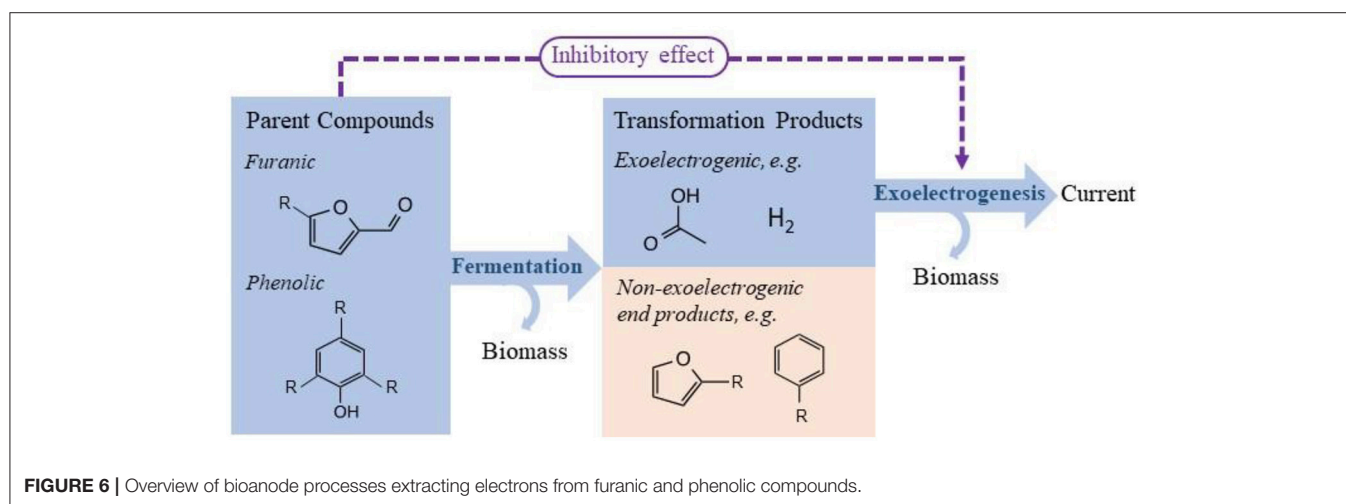 Inhibitory effect
Parent Compounds
Furanic
R
O
O
Phenolic
R
R
R
OH
Fermentation
Biomass
Transformation Products
Exoelectrogenic, e.g.
OH
O
H₂
Non-exoelectrogenic
end products, e.g.
O
R
R
Exoelectrogenesis
Current
Biomass
FIGURE 6 | Overview of bioanode processes extracting electrons from furanic and phenolic compounds.